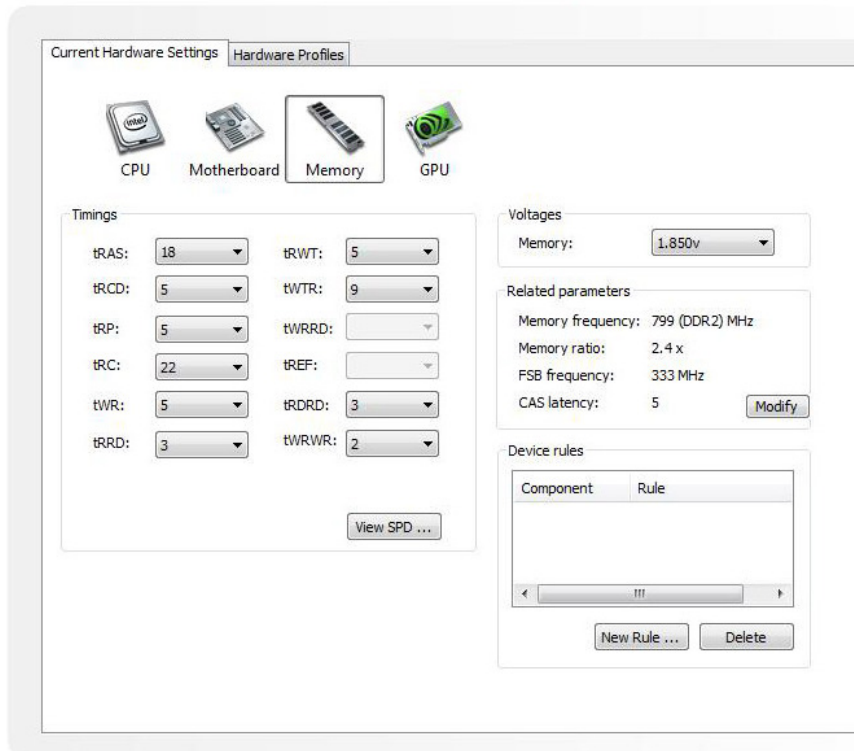 Current Hardware Settings
Hardware Profiles
intel
CPU
Motherboard
Memory
GPU
Timings
tRAS: 18
tRWT: 5
tRCD: 5
tWTR: 9
tRP: 5
tWRRD:
tRC: 22
tREF:
tWR: 5
tRDRD: 3
tRRD: 3
tWRWR: 2
View SPD ...
Voltages
Memory: 1.850v
Related parameters
Memory frequency: 799 (DDR2) MHz
Memory ratio: 2.4 x
FSB frequency: 333 MHz
CAS latency: 5
Modify
Device rules
Component Rule
New Rule ...
Delete